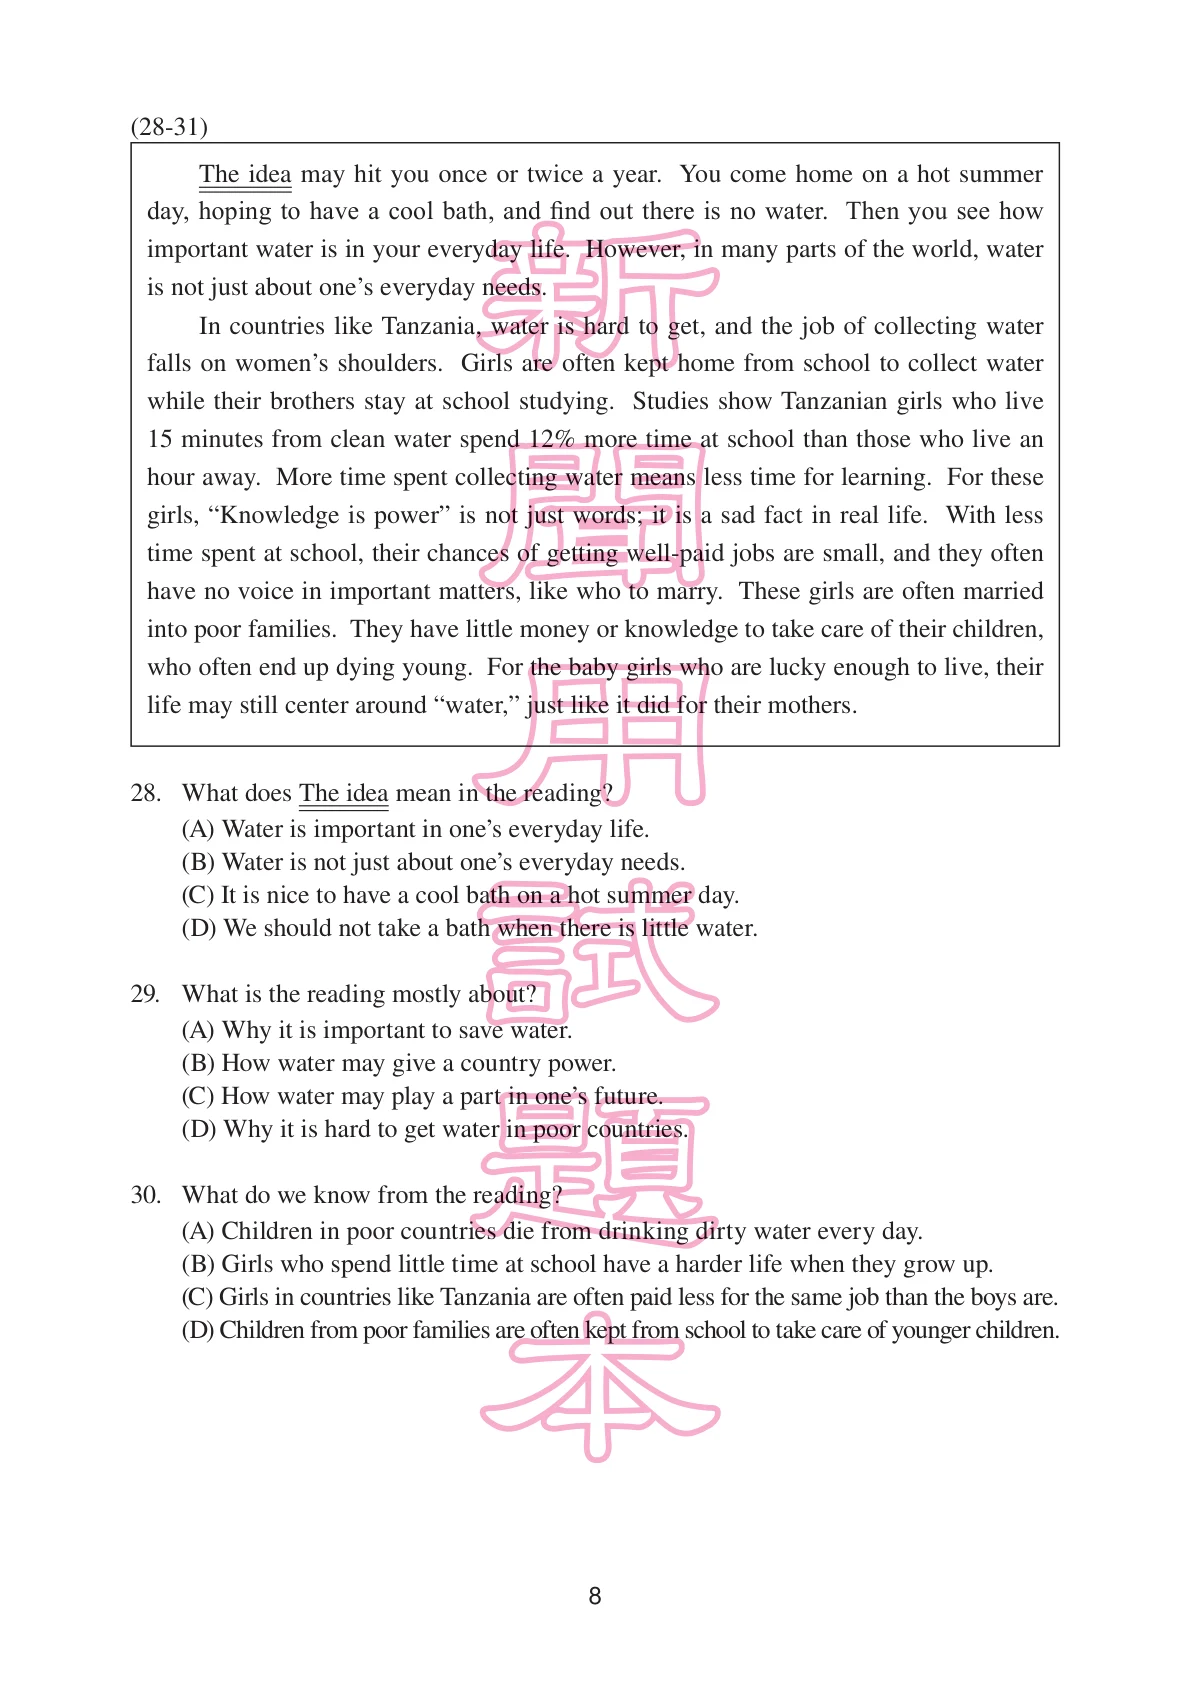 (28-31)
The idea may hit you once or twice a year. You come home on a hot summer
day, hoping to have a cool bath, and find out there is no water. Then you see how
important water is in your everyday life. However, in many parts of the world, water
is not just about one's everyday needs.
In countries like Tanzania, water is hard to get, and the job of collecting water
falls on women's shoulders. Girls are often kept home from school to collect water
while their brothers stay at school studying. Studies show Tanzanian girls who live
15 minutes from clean water spend 12% more time at school than those who live an
hour away. More time spent collecting water means less time for learning. For these
girls, “Knowledge is power” is not just words; it is a sad fact in real life. With less
time spent at school, their chances of getting well-paid jobs are small, and they often
have no voice in important matters, like who to marry. These girls are often married
into poor families. They have little money or knowledge to take care of their children,
who often end up dying young. For the baby girls who are lucky enough to live, their
life may still center around “water,” just like it did for their mothers.
28. What does The idea mean in the reading?
(A) Water is important in one's everyday life.
(B) Water is not just about one's everyday needs.
(C) It is nice to have a cool bath on a hot summer day.
(D) We should not take a bath when there is little water.
29. What is the reading mostly about?
(A) Why it is important to save water.
(B) How water may give a country power.
(C) How water may play a part in one's future.
(D) Why it is hard to get water in poor countries.
30. What do we know from the reading?
(A) Children in poor countries die from drinking dirty water every day.
(B) Girls who spend little time at school have a harder life when they grow up.
(C) Girls in countries like Tanzania are often paid less for the same job than the boys are.
(D) Children from poor families are often kept from school to take care of younger children.
8
新聞用試題本